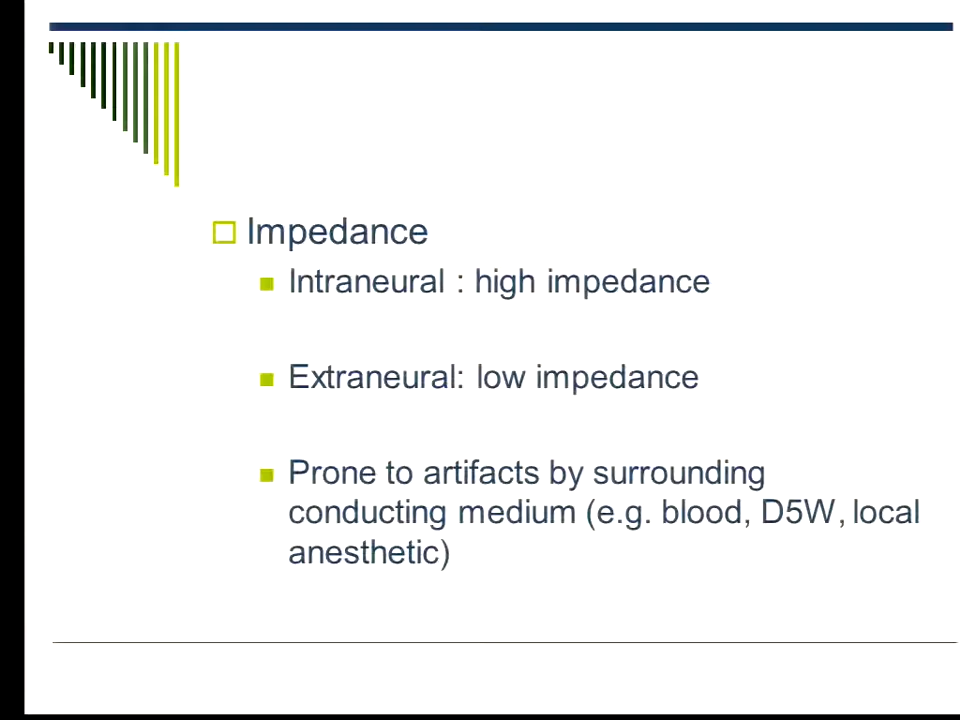 Impedance
Intraneural : high impedance
Extraneural: low impedance
Prone to artifacts by surrounding
conducting medium (e.g. blood, D5W, local
anesthetic)